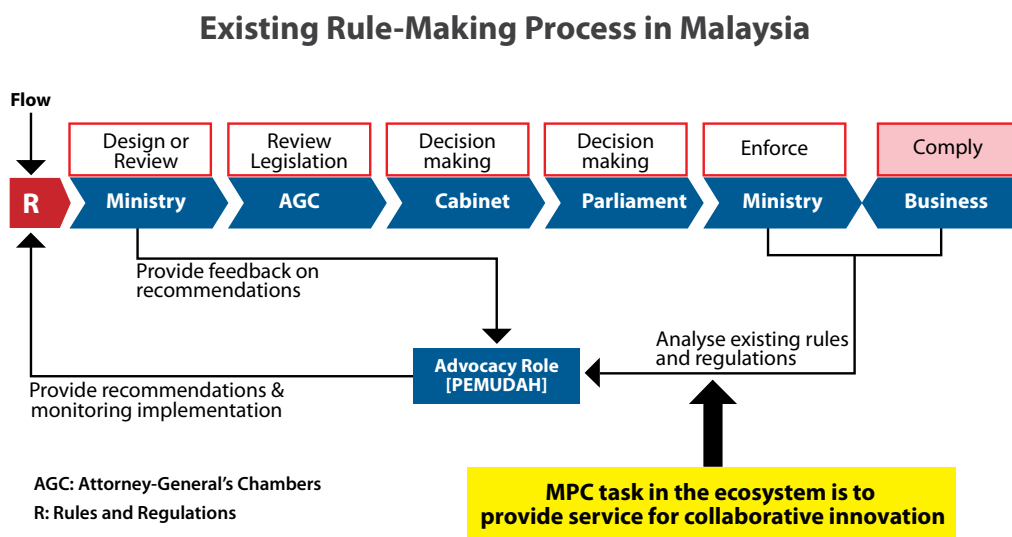 Existing Rule-Making Process in Malaysia
Flow
Design or
Review
Review
Legislation
Decision
making
Decision
making
Enforce
Comply
R
Ministry
AGC
Cabinet
Parliament
Ministry
Business
Provide feedback on
recommendations
Analyse existing rules
and regulations
Advocacy Role
[PEMUDAH]
Provide recommendations &
monitoring implementation
AGC: Attorney-General's Chambers
R: Rules and Regulations
MPC task in the ecosystem is to
provide service for collaborative innovation